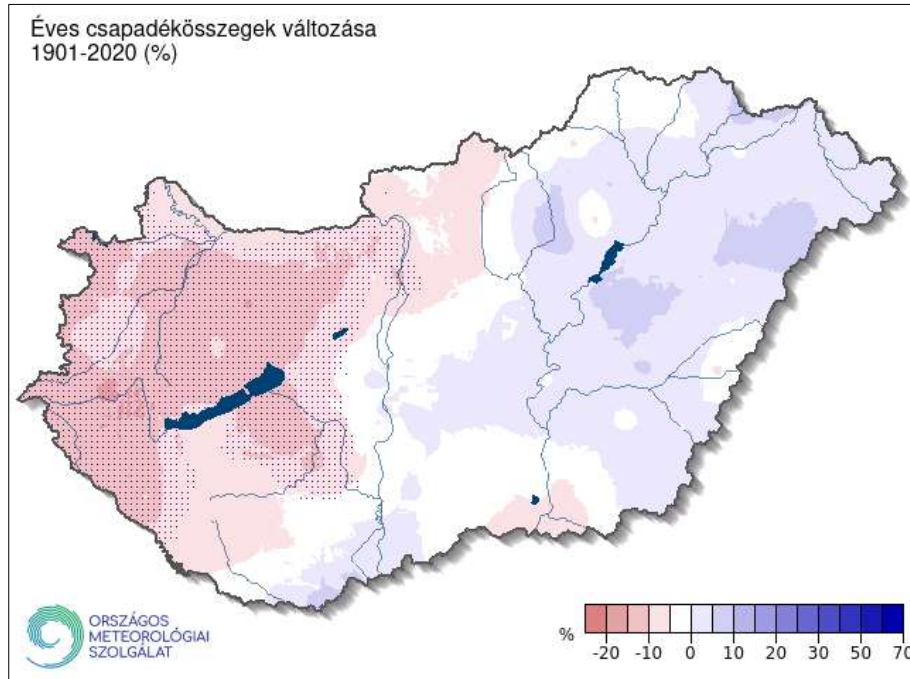 Éves csapadékösszegek változása
1901-2020 (%)
ORSZÁGOS
METEOROLÓGIAI
SZOLGÁLAT
%
-20 -10 0 10 20 30 50 70